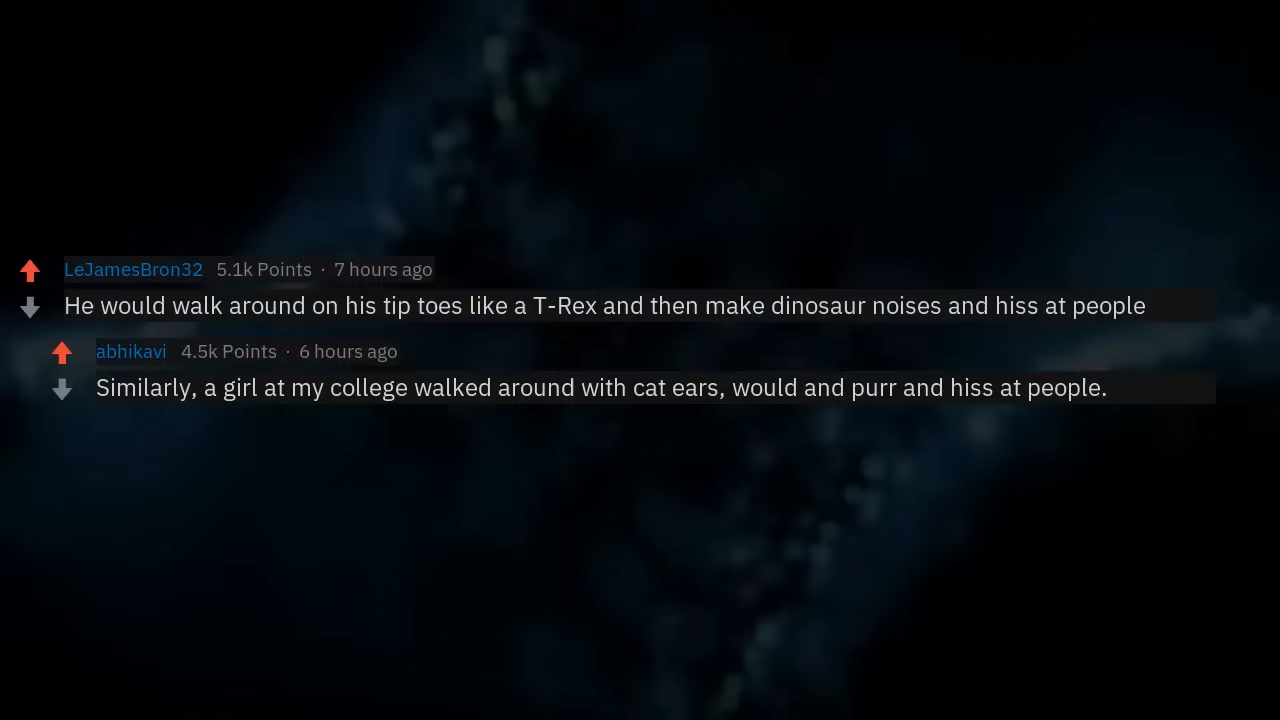 LeJamesBron32 5.1k Points · 7 hours ago
He would walk around on his tip toes like a T-Rex and then make dinosaur noises and hiss at people
abhikavi 4.5k Points · 6 hours ago
Similarly, a girl at my college walked around with cat ears, would and purr and hiss at people.